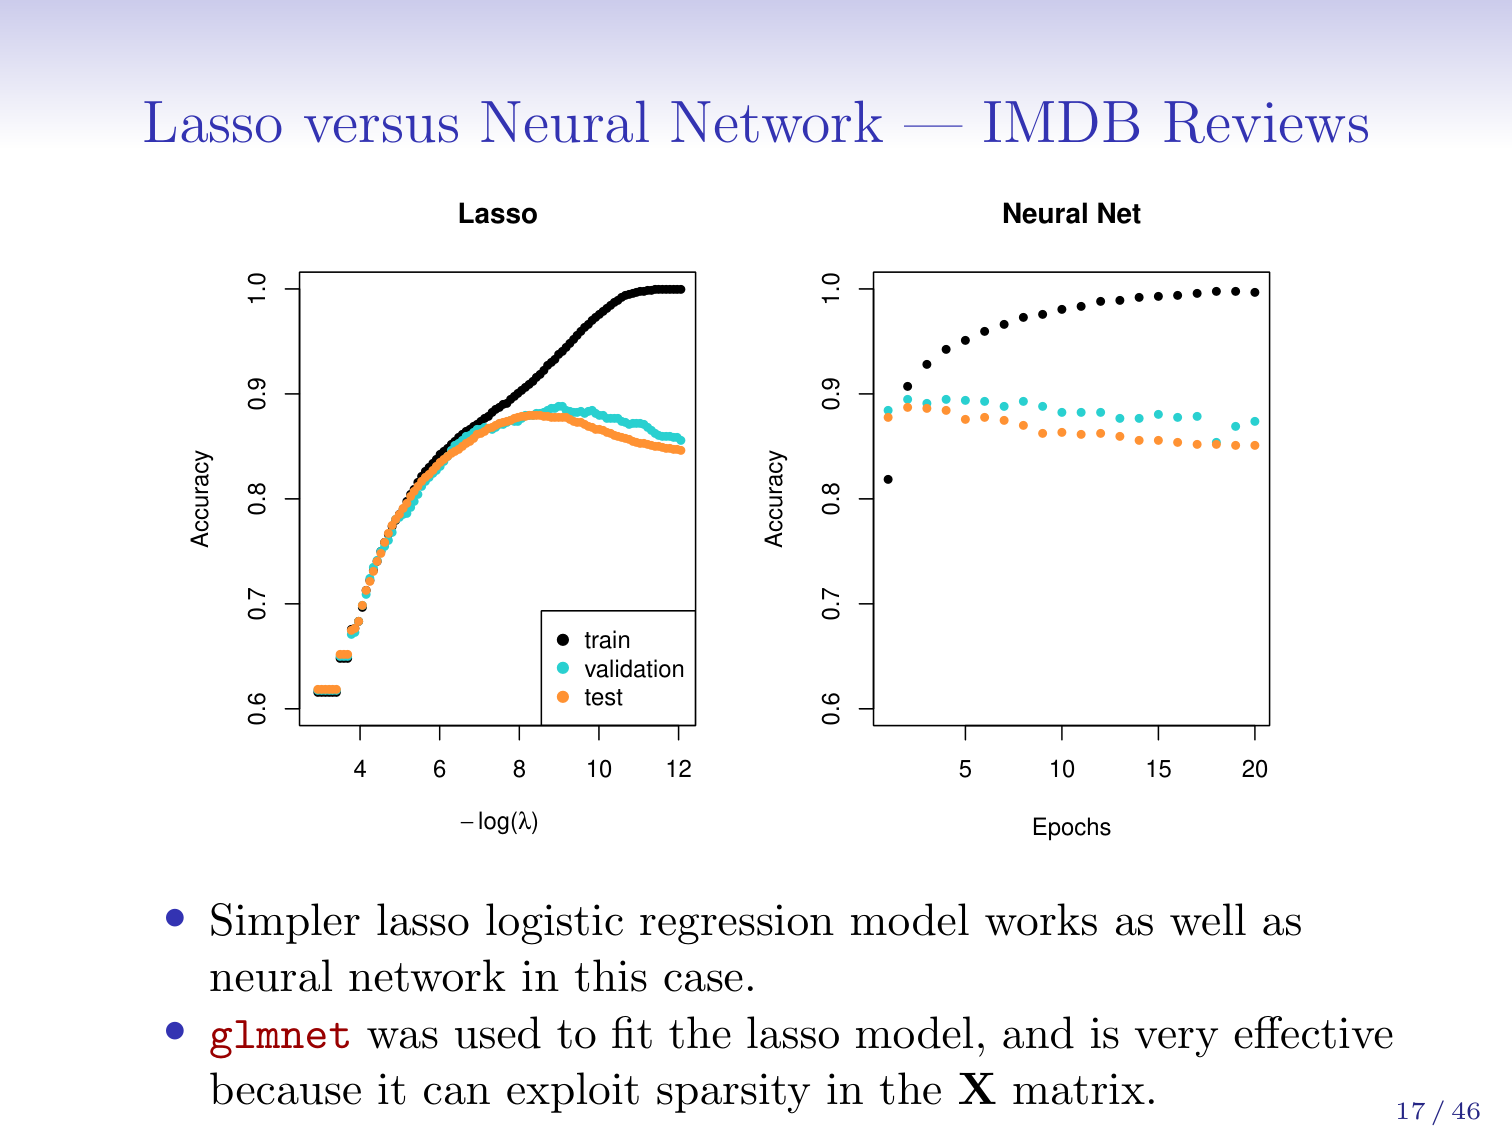 Lasso versus Neural Network — IMDB Reviews
Lasso
Accuracy
1.0
0.9
0.8
0.7
0.6
train
validation
test
4 6 8 10 12
− log(λ)
Neural Net
Accuracy
1.0
0.9
0.8
0.7
0.6
5 10 15 20
Epochs
• Simpler lasso logistic regression model works as well as
neural network in this case.
• glmnet was used to fit the lasso model, and is very effective
because it can exploit sparsity in the X matrix.
17 / 46